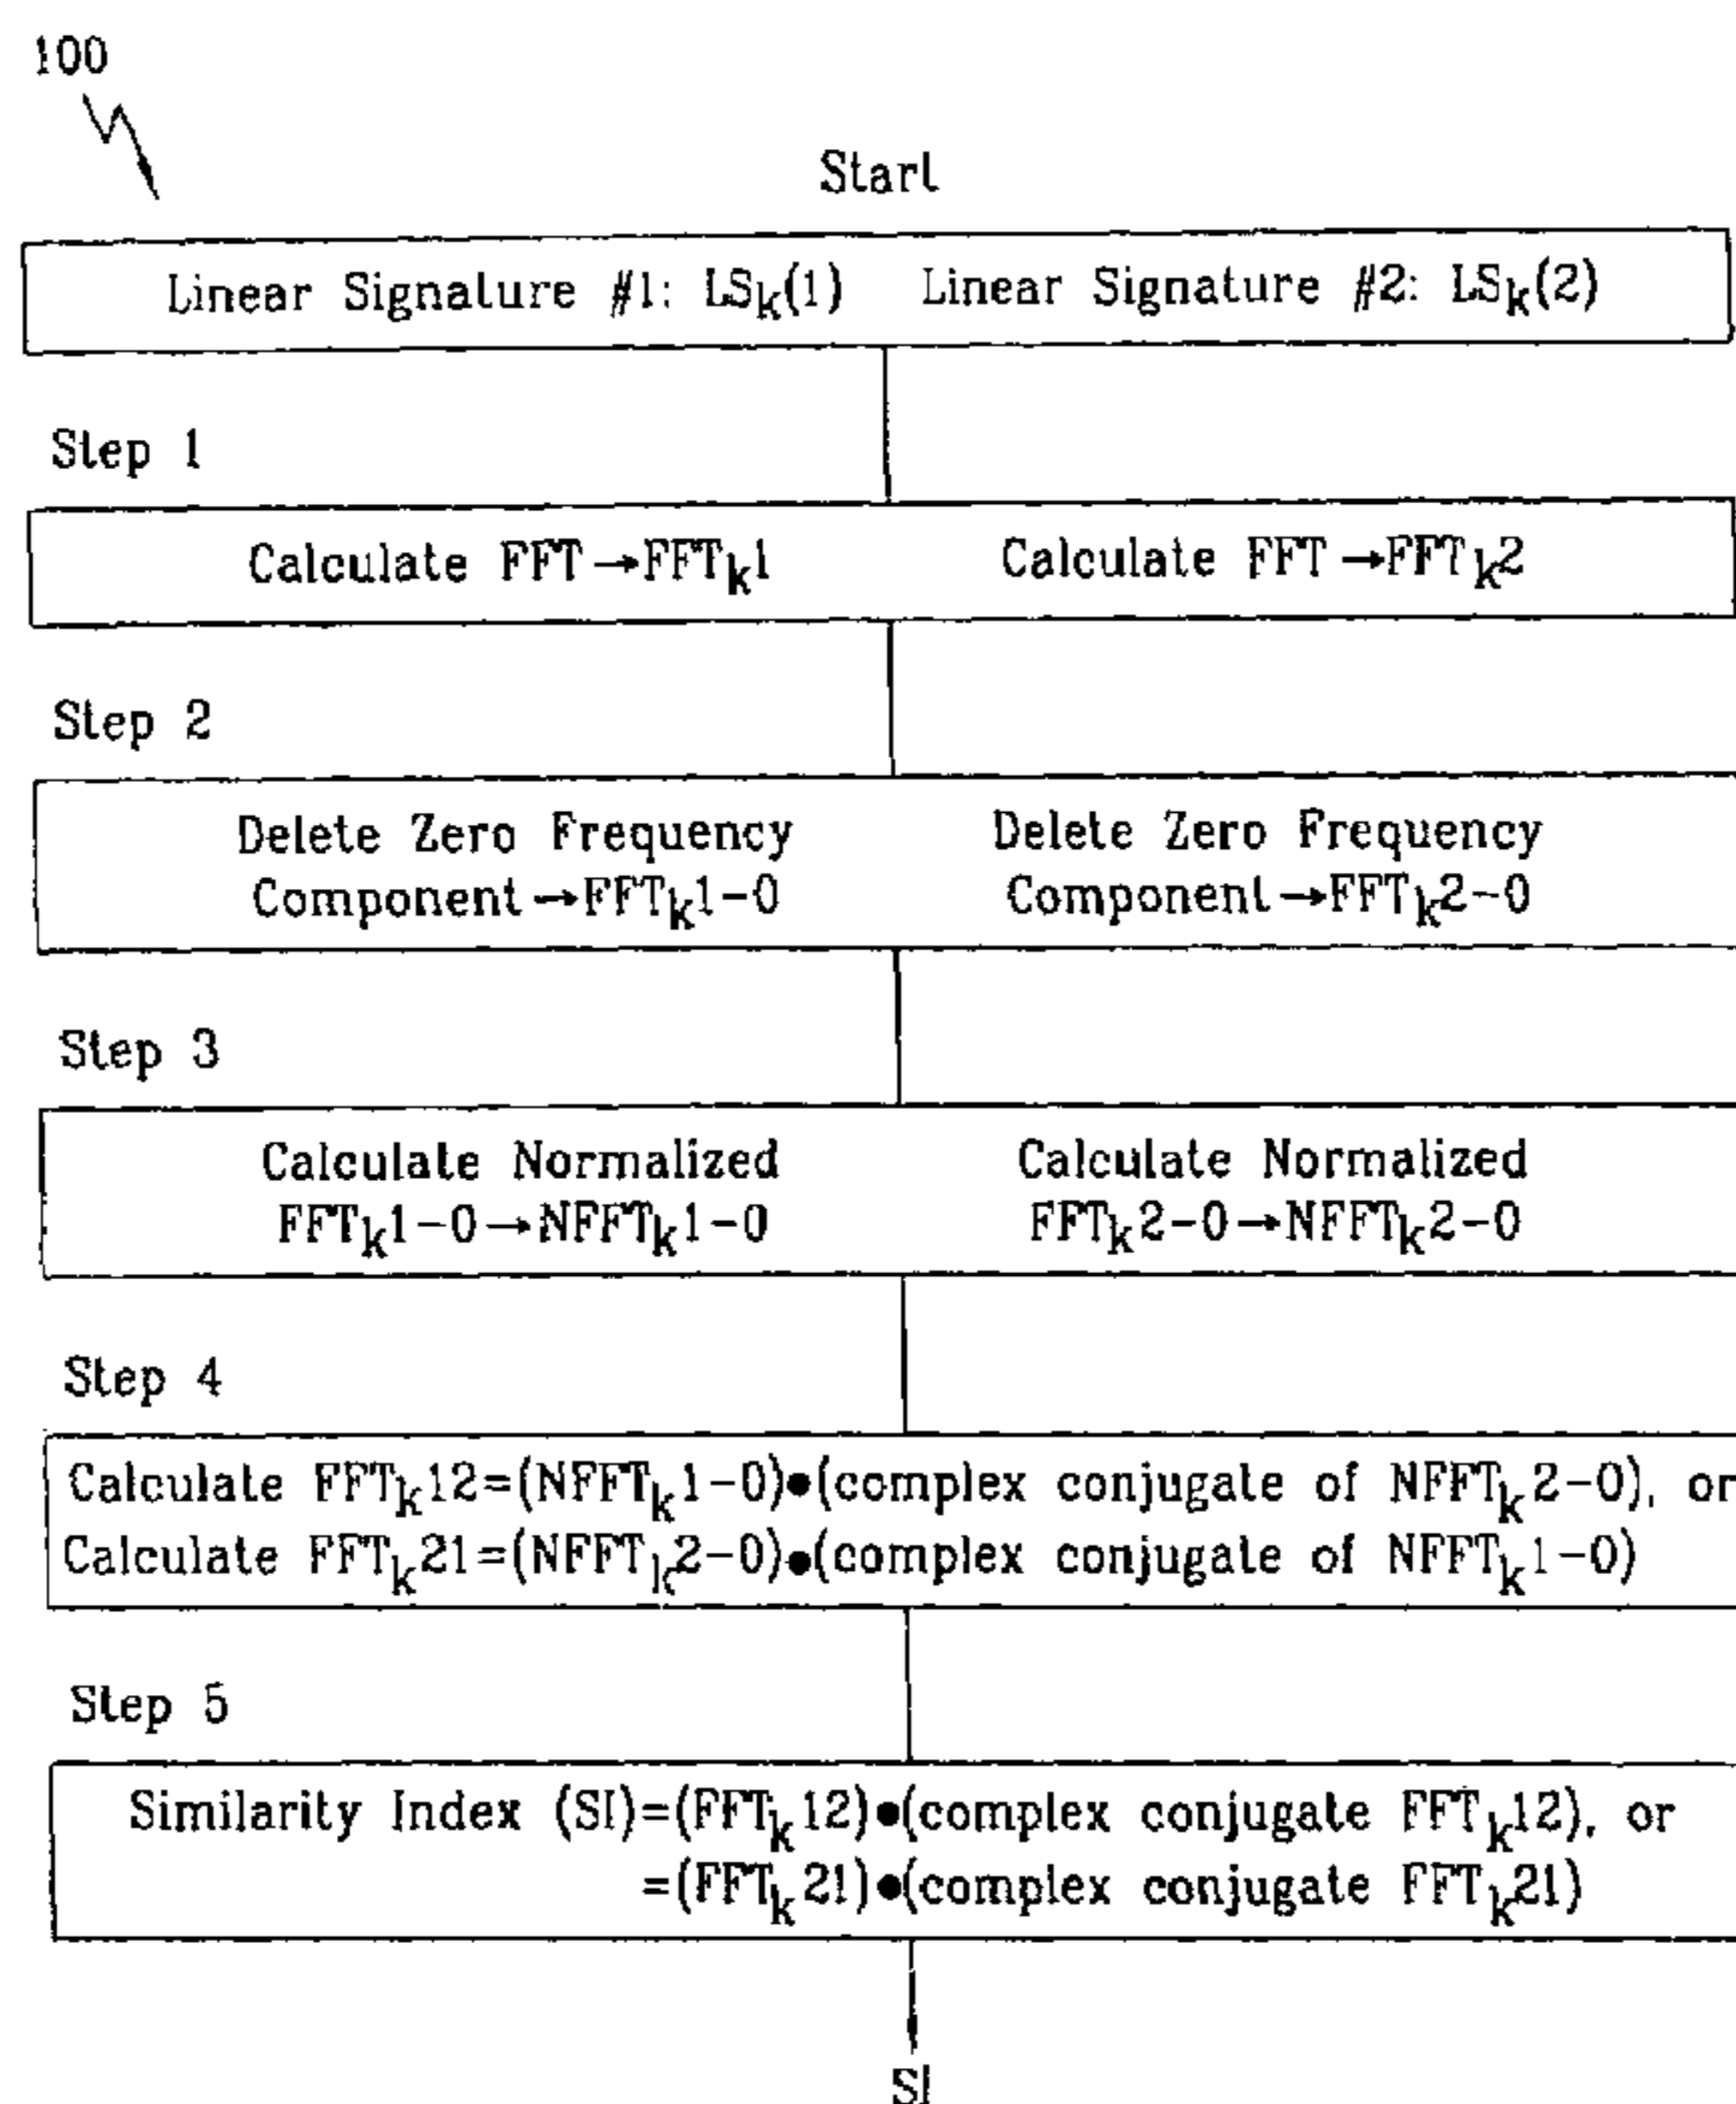 100
Start
Linear Signature #1: LSk(1) Linear Signature #2: LSk(2)
Step 1
Calculate FFT→FFTk1 Calculate FFT→FFTk2
Step 2
Delete Zero Frequency Delete Zero Frequency
Component→FFTk1-0 Component→FFTk2-0
Step 3
Calculate Normalized Calculate Normalized
FFTk1-0→NFFTk1-0 FFTk2-0→NFFTk2-0
Step 4
Calculate FFTk12=(NFFTk1-0)•(complex conjugate of NFFTk2-0), or
Calculate FFTk21=(NFFTk2-0)•(complex conjugate of NFFTk1-0)
Step 5
Similarity Index (SI)=(FFTk12)•(complex conjugate FFTk12), or
=(FFTk21)•(complex conjugate FFTk21)
SI